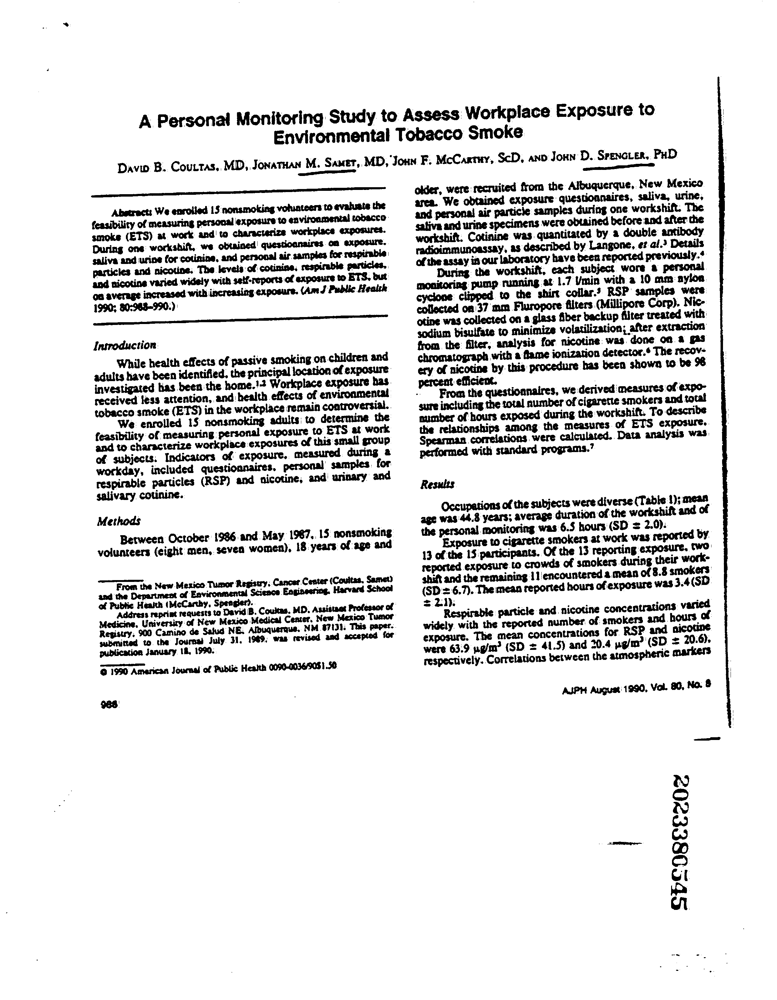 A Personal Monitoring Study to Assess Workplace Exposure to
Environmental Tobacco Smoke
DAVID B. COULTAS, MD, JONATHAN M. SAMET, MD, JOHN F. MCCARTHY, SCD, AND JOHN D. SPENGLER, PHD
Abstract: We enrolled 15 nonsmoking volunteers to evaluate the
feasibility of measuring personal exposure to environmental tobacco
smoke (ETS) at work and to characterize workplace exposures.
During one workshift, we obtained questionnaires on exposure,
saliva and urine for cotinine, and personal air samples for respirable
particles and nicotine. The levels of cotinine, respirable particles,
and nicotine varied widely with self-reports of exposure to ETS, but
on average increased with increasing exposure. (Am J Public Health
1990; 80:988-990.)
Introduction
While health effects of passive smoking on children and
adults have been identified, the principal location of exposure
investigated has been the home.1,2 Workplace exposure has
received less attention, and health effects of environmental
tobacco smoke (ETS) in the workplace remain controversial.
We enrolled 15 nonsmoking adults to determine the
feasibility of measuring personal exposure to ETS at work
and to characterize workplace exposures of this small group
of subjects. Indicators of exposure, measured during a
workday, included questionnaires, personal samples for
respirable particles (RSP) and nicotine, and urinary and
salivary cotinine.
Methods
Between October 1986 and May 1987, 15 nonsmoking
volunteers (eight men, seven women), 18 years of age and
From the New Mexico Tumor Registry, Cancer Center (Coultas, Samet)
and the Department of Environmental Science Engineering, Harvard School
of Public Health (McCarthy, Spengler).
Address reprint requests to David B. Coultas, MD, Assistant Professor of
Medicine, University of New Mexico Medical Center, New Mexico Tumor
Registry, 900 Camino de Salud NE, Albuquerque, NM 87131. This paper,
submitted to the Journal July 31, 1989, was revised and accepted for
publication January 18, 1990.
© 1990 American Journal of Public Health 0090-0036/90$1.50
988
older, were recruited from the Albuquerque, New Mexico
area. We obtained exposure questionnaires, saliva, urine,
and personal air particle samples during one workshift. The
saliva and urine specimens were obtained before and after the
workshift. Cotinine was quantitated by a double antibody
radioimmunoassay, as described by Langone, et al.3 Details
of the assay in our laboratory have been reported previously.4
During the workshift, each subject wore a personal
monitoring pump running at 1.7 l/min with a 10 mm nylon
cyclone clipped to the shirt collar.5 RSP samples were
collected on 37 mm Fluropore filters (Millipore Corp). Nic-
otine was collected on a glass fiber backup filter treated with
sodium bisulfate to minimize volatilization; after extraction
from the filter, analysis for nicotine was done on a gas
chromatograph with a flame ionization detector.6 The recov-
ery of nicotine by this procedure has been shown to be 98
percent efficient.
From the questionnaires, we derived measures of expo-
sure including the total number of cigarette smokers and total
number of hours exposed during the workshift. To describe
the relationships among the measures of ETS exposure,
Spearman correlations were calculated. Data analysis was
performed with standard programs.7
Results
Occupations of the subjects were diverse (Table 1); mean
age was 44.8 years; average duration of the workshift and of
the personal monitoring was 6.5 hours (SD = 2.0).
Exposure to cigarette smokers at work was reported by
13 of the 15 participants. Of the 13 reporting exposure, two
reported exposure to crowds of smokers during their work-
shift and the remaining 11 encountered a mean of 8.8 smokers
(SD ± 6.7). The mean reported hours of exposure was 3.4 (SD
± 2.1).
Respirable particle and nicotine concentrations varied
widely with the reported number of smokers and hours of
exposure. The mean concentrations for RSP and nicotine
were 63.9 µg/m³ (SD ± 41.5) and 20.4 µg/m³ (SD ± 20.6),
respectively. Correlations between the atmospheric markers
AJPH August 1990, Vol. 80, No. 8
2023380545